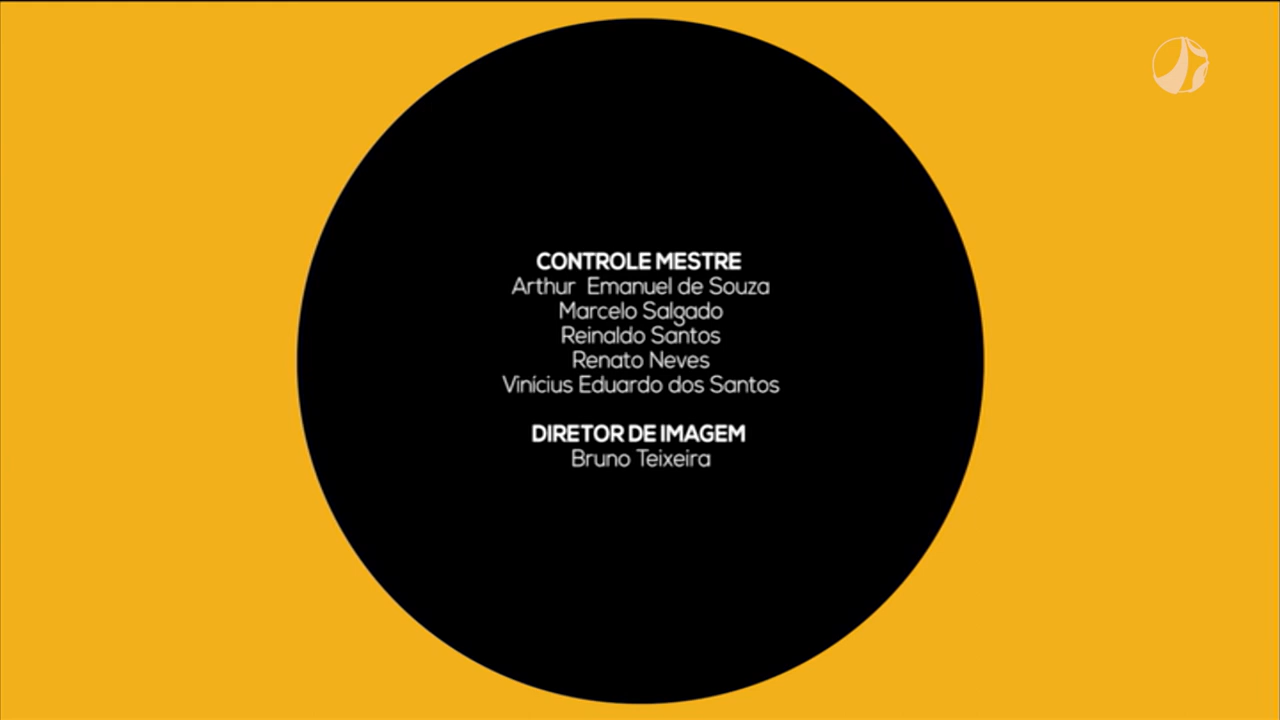 CONTROLE MESTRE
Arthur  Emanuel de Souza
Marcelo Salgado
Reinaldo Santos
Renato Neves
Vinícius Eduardo dos Santos
DIRETOR DE IMAGEM
Bruno Teixeira